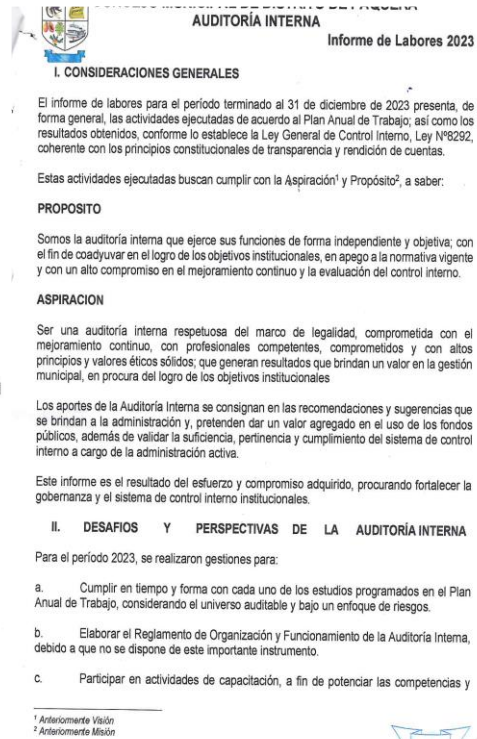 CONCEJO MUNICIPAL DE DISTRITO DE PAQUERA
AUDITORÍA INTERNA
Informe de Labores 2023
I. CONSIDERACIONES GENERALES
El informe de labores para el período terminado al 31 de diciembre de 2023 presenta, de
forma general, las actividades ejecutadas de acuerdo al Plan Anual de Trabajo; así como los
resultados obtenidos, conforme lo establece la Ley General de Control Interno, Ley Nº8292,
coherente con los principios constitucionales de transparencia y rendición de cuentas.
Estas actividades ejecutadas buscan cumplir con la Aspiración¹ y Propósito², a saber:
PROPOSITO
Somos la auditoría interna que ejerce sus funciones de forma independiente y objetiva; con
el fin de coadyuvar en el logro de los objetivos institucionales, en apego a la normativa vigente
y con un alto compromiso en el mejoramiento continuo y la evaluación del control interno.
ASPIRACION
Ser una auditoría interna respetuosa del marco de legalidad, comprometida con el
mejoramiento continuo, con profesionales competentes, comprometidos y con altos
principios y valores éticos sólidos; que generan resultados que brindan un valor en la gestión
municipal, en procura del logro de los objetivos institucionales
Los aportes de la Auditoría Interna se consignan en las recomendaciones y sugerencias que
se brindan a la administración y, pretenden dar un valor agregado en el uso de los fondos
públicos, además de validar la suficiencia, pertinencia y cumplimiento del sistema de control
interno a cargo de la administración activa.
Este informe es el resultado del esfuerzo y compromiso adquirido, procurando fortalecer la
gobernanza y el sistema de control interno institucionales.
II. DESAFIOS Y PERSPECTIVAS DE LA AUDITORÍA INTERNA
Para el período 2023, se realizaron gestiones para:
a. Cumplir en tiempo y forma con cada uno de los estudios programados en el Plan
Anual de Trabajo, considerando el universo auditable y bajo un enfoque de riesgos.
b. Elaborar el Reglamento de Organización y Funcionamiento de la Auditoría Interna,
debido a que no se dispone de este importante instrumento.
c. Participar en actividades de capacitación, a fin de potenciar las competencias y
¹ Anteriormente Visión
² Anteriormente Misión